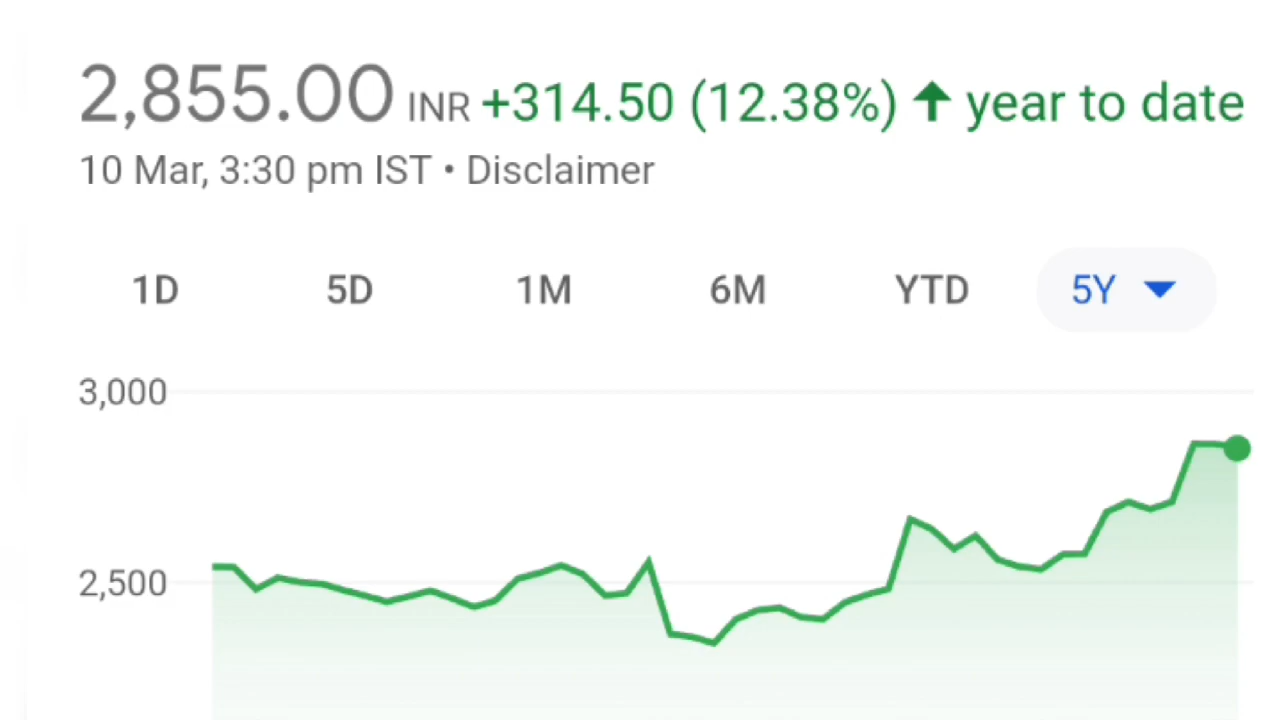 2,855.00 INR +314.50 (12.38%) ↑ year to date
10 Mar, 3:30 pm IST • Disclaimer
1D 5D 1M 6M YTD 5Y
3,000
2,500